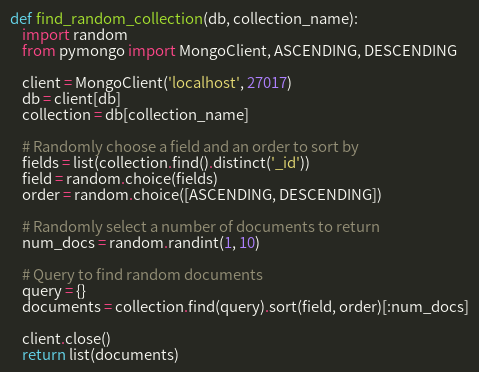 def find_random_collection(db, collection_name):
    import random
    from pymongo import MongoClient, ASCENDING, DESCENDING

    client = MongoClient('localhost', 27017)
    db = client[db]
    collection = db[collection_name]

    # Randomly choose a field and an order to sort by
    fields = list(collection.find().distinct('_id'))
    field = random.choice(fields)
    order = random.choice([ASCENDING, DESCENDING])

    # Randomly select a number of documents to return
    num_docs = random.randint(1, 10)

    # Query to find random documents
    query = {}
    documents = collection.find(query).sort(field, order)[:num_docs]

    client.close()
    return list(documents)